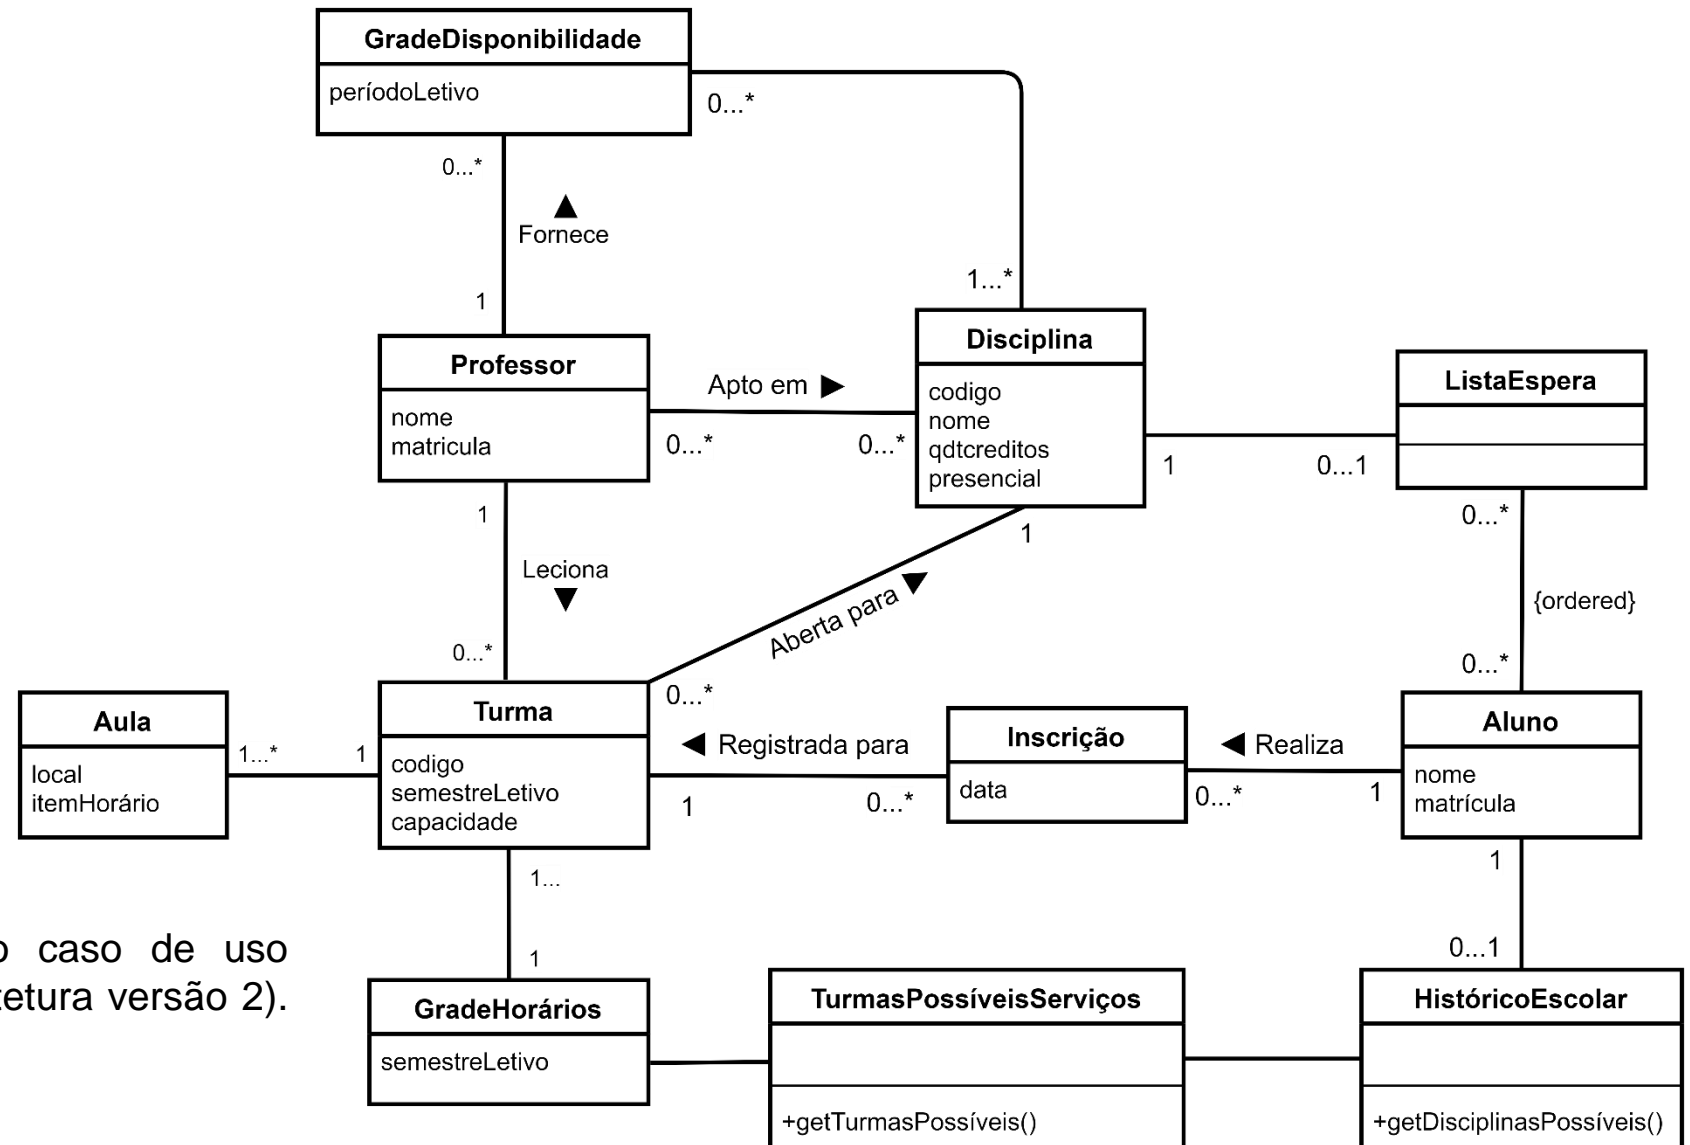 GradeDisponibilidade
períodoLetivo
0...*
0...*
Fornece
1
1...*
Professor
nome
matricula
Apto em
0...*
0...*
Disciplina
codigo
nome
qdtcreditos
presencial
1
0...1
ListaEspera
0...*
{ordered}
0...*
1
Leciona
0...*
1
Aberta para
0...*
Aula
local
itemHorário
1...*
1
Turma
codigo
semestreLetivo
capacidade
Registrada para
1
0...*
Inscrição
data
Realiza
0...*
1
Aluno
nome
matrícula
1
0...1
1...
1
o caso de uso
tetura versão 2).
GradeHorários
semestreLetivo
TurmasPossíveisServiços
+getTurmasPossíveis()
HistóricoEscolar
+getDisciplinasPossíveis()